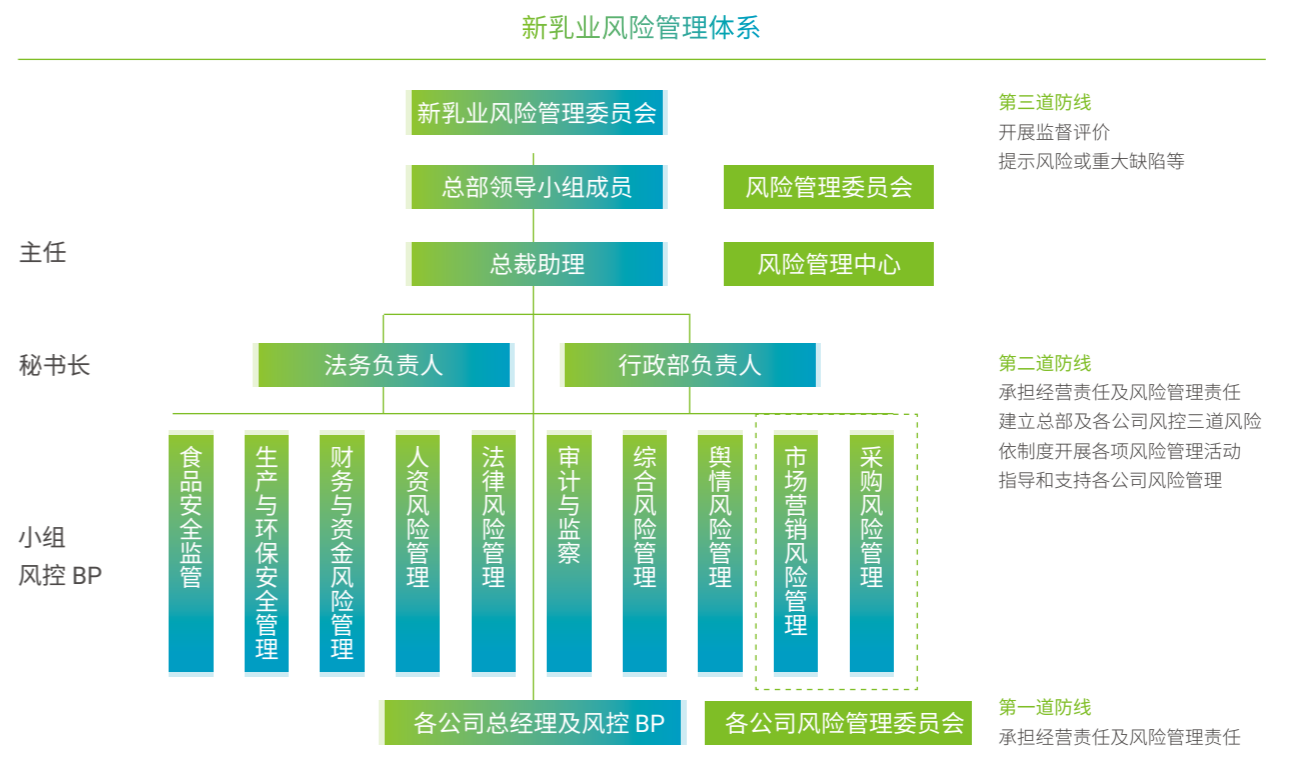 新乳业风险管理体系
新乳业风险管理委员会
第三道防线
开展监督评价
提示风险或重大缺陷等
总部领导小组成员
风险管理委员会
主任
总裁助理
风险管理中心
秘书长
法务负责人
行政部负责人
第二道防线
承担经营责任及风险管理责任
建立总部及各公司风控三道风险
依制度开展各项风险管理活动
指导和支持各公司风险管理
小组
风控 BP
食品安全监管
生产与环保安全管理
财务与资金风险管理
人资风险管理
法律风险管理
审计与监察
综合风险管理
舆情风险管理
市场营销风险管理
采购风险管理
各公司总经理及风控 BP
各公司风险管理委员会
第一道防线
承担经营责任及风险管理责任